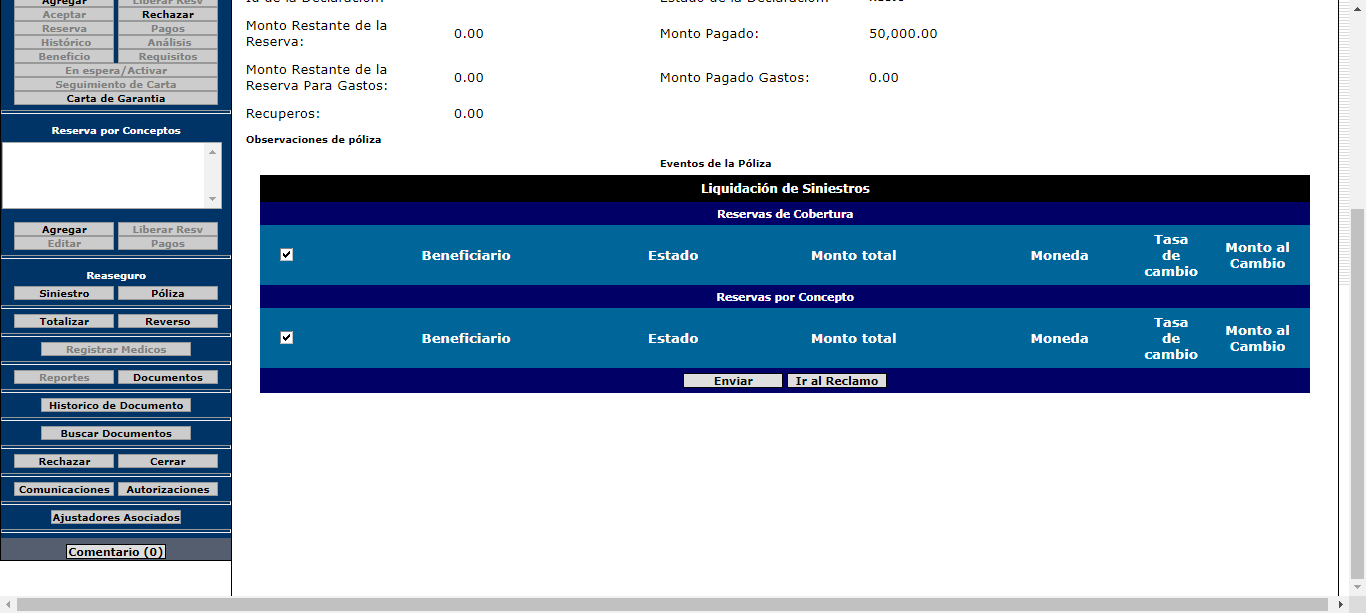 Agregar Liberar Resv
Aceptar Rechazar
Reserva Pagos
Histórico Análisis
Beneficio Requisitos
En espera/Activar
Seguimiento de Carta
Carta de Garantia
Reserva por Conceptos
Agregar Liberar Resv
Editar Pagos
Reaseguro
Siniestro Póliza
Totalizar Reverso
Registrar Medicos
Reportes Documentos
Historico de Documento
Buscar Documentos
Rechazar Cerrar
Comunicaciones Autorizaciones
Ajustadores Asociados
Comentario (0)
Monto Restante de la
Reserva:
0.00
Monto Pagado:
50,000.00
Monto Restante de la
Reserva Para Gastos:
0.00
Monto Pagado Gastos:
0.00
Recuperos:
0.00
Observaciones de póliza
Eventos de la Póliza
Liquidación de Siniestros
Reservas de Cobertura
Beneficiario
Estado
Monto total
Moneda
Tasa
de
cambio
Monto al
Cambio
Reservas por Concepto
Beneficiario
Estado
Monto total
Moneda
Tasa
de
cambio
Monto al
Cambio
Enviar Ir al Reclamo